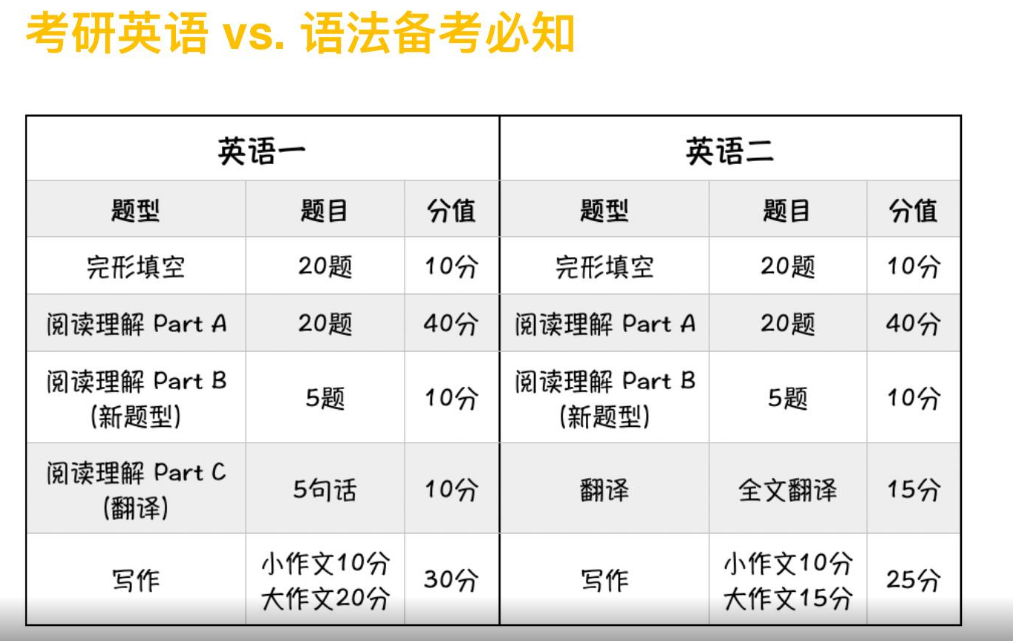 考研英语 vs. 语法备考必知
英语一 英语二
题型 题目 分值 题型 题目 分值
完形填空 20题 10分 完形填空 20题 10分
阅读理解 Part A 20题 40分 阅读理解 Part A 20题 40分
阅读理解 Part B
(新题型) 5题 10分 阅读理解 Part B
(新题型) 5题 10分
阅读理解 Part C
(翻译) 5句话 10分 翻译 全文翻译 15分
写作 小作文10分
大作文20分 30分 写作 小作文10分
大作文15分 25分